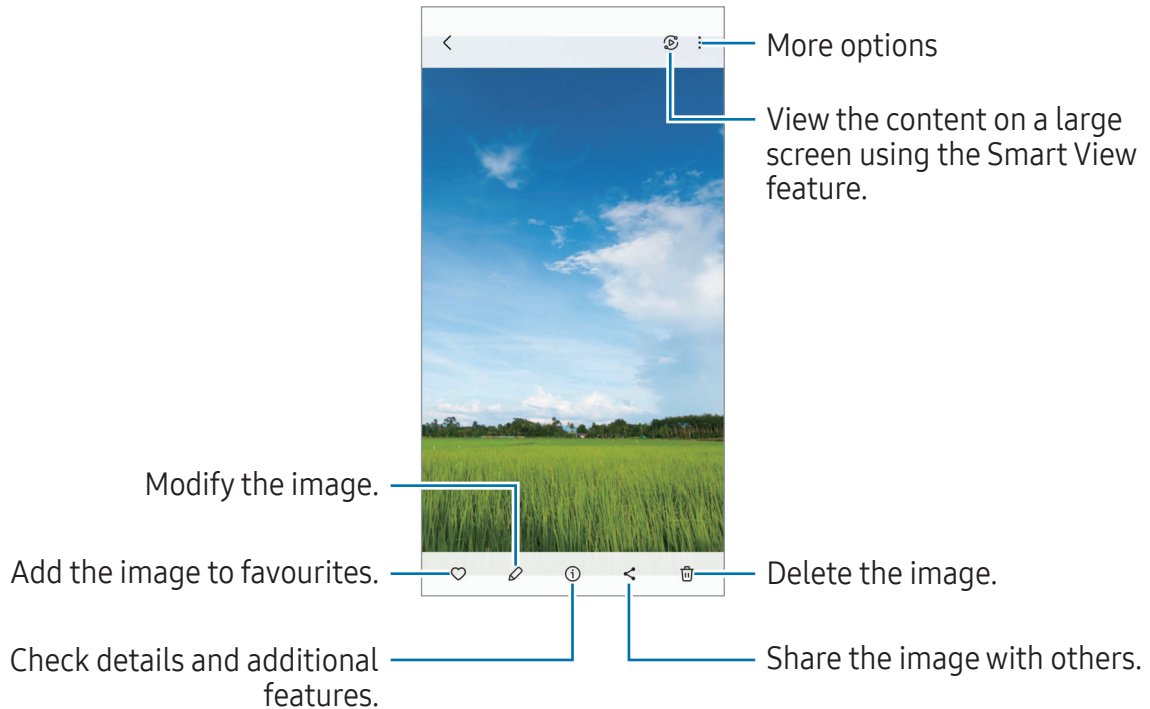 More options
View the content on a large
screen using the Smart View
feature.
Modify the image.
Add the image to favourites.
Delete the image.
Check details and additional
features.
Share the image with others.